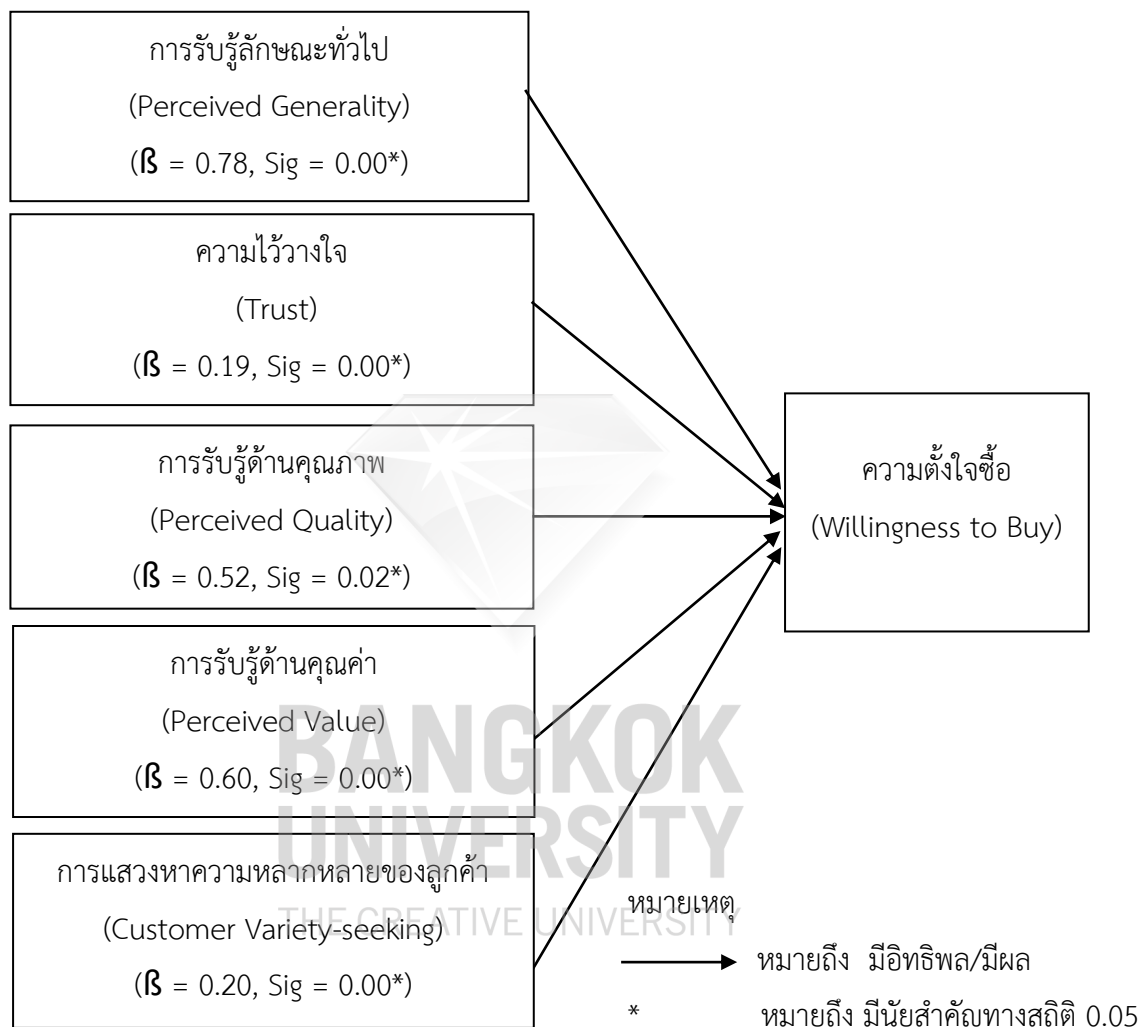 การรับรู้ลักษณะทั่วไป
(Perceived Generality)
(ß = 0.78, Sig = 0.00*)
ความไว้วางใจ
(Trust)
(ß = 0.19, Sig = 0.00*)
การรับรู้ด้านคุณภาพ
(Perceived Quality)
(ß = 0.52, Sig = 0.02*)
การรับรู้ด้านคุณค่า
(Perceived Value)
(ß = 0.60, Sig = 0.00*)
การแสวงหาความหลากหลายของลูกค้า
(Customer Variety-seeking)
(ß = 0.20, Sig = 0.00*)
ความตั้งใจซื้อ
(Willingness to Buy)
BANGKOK
UNIVERSITY
THE CREATIVE UNIVERSITY
หมายเหตุ
หมายถึง มีอิทธิพล/มีผล
* หมายถึง มีนัยสำคัญทางสถิติ 0.05